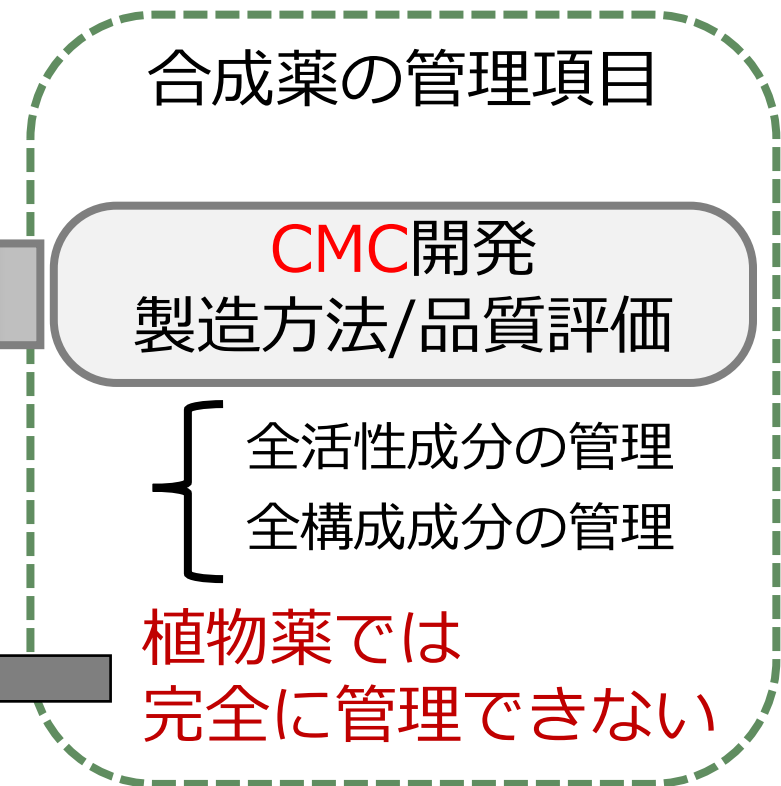 合成薬の管理項目
CMC開発
製造方法/品質評価
全活性成分の管理
全構成成分の管理
植物薬では
完全に管理できない